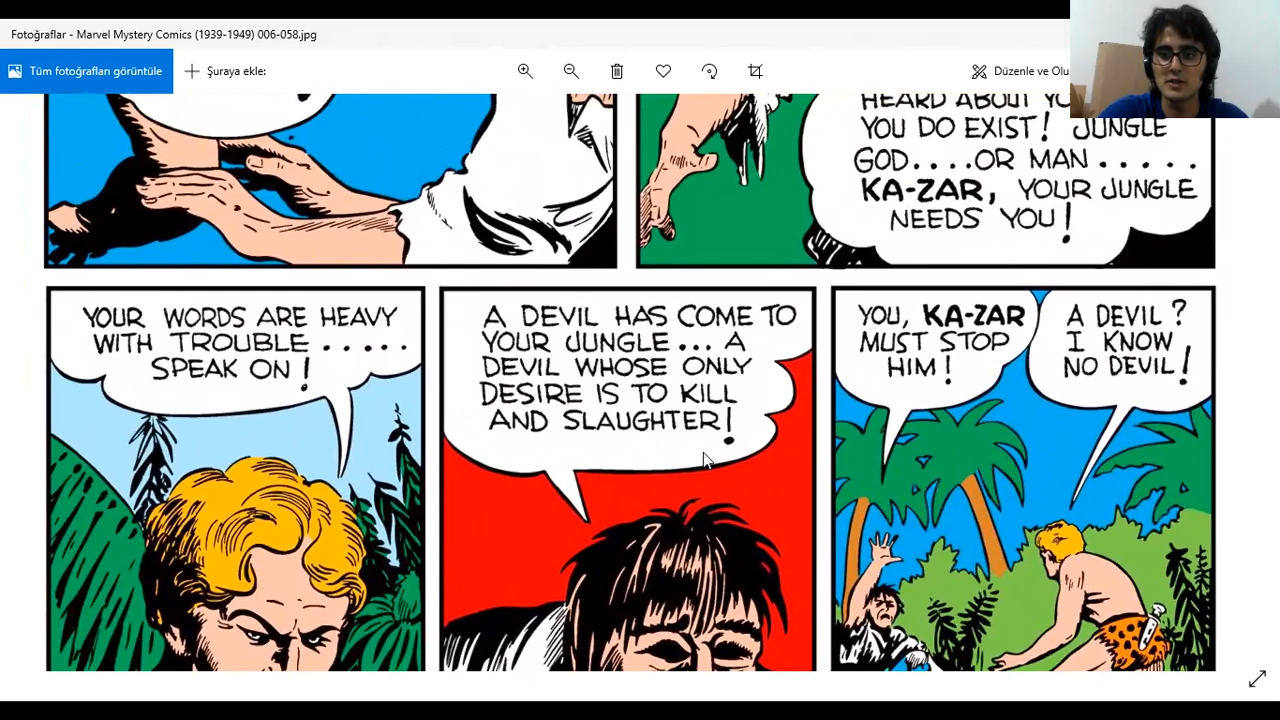 Fotoğraflar - Marvel Mystery Comics (1939-1949) 006-058.jpg
Tüm fotoğrafları görüntüle
Şuraya ekle:
Düzenle ve Olu
HEARD ABOUT YO
YOU DO EXIST! JUNGLE
GOD....OR MAN.....
KA-ZAR, YOUR JUNGLE
NEEDS YOU!
YOUR WORDS ARE HEAVY
WITH TROUBLE.....
SPEAK ON!
A DEVIL HAS COME TO
YOUR JUNGLE... A
DEVIL WHOSE ONLY
DESIRE IS TO KILL
AND SLAUGHTER!
YOU, KA-ZAR
MUST STOP
HIM!
A DEVIL?
I KNOW
NO DEVIL!